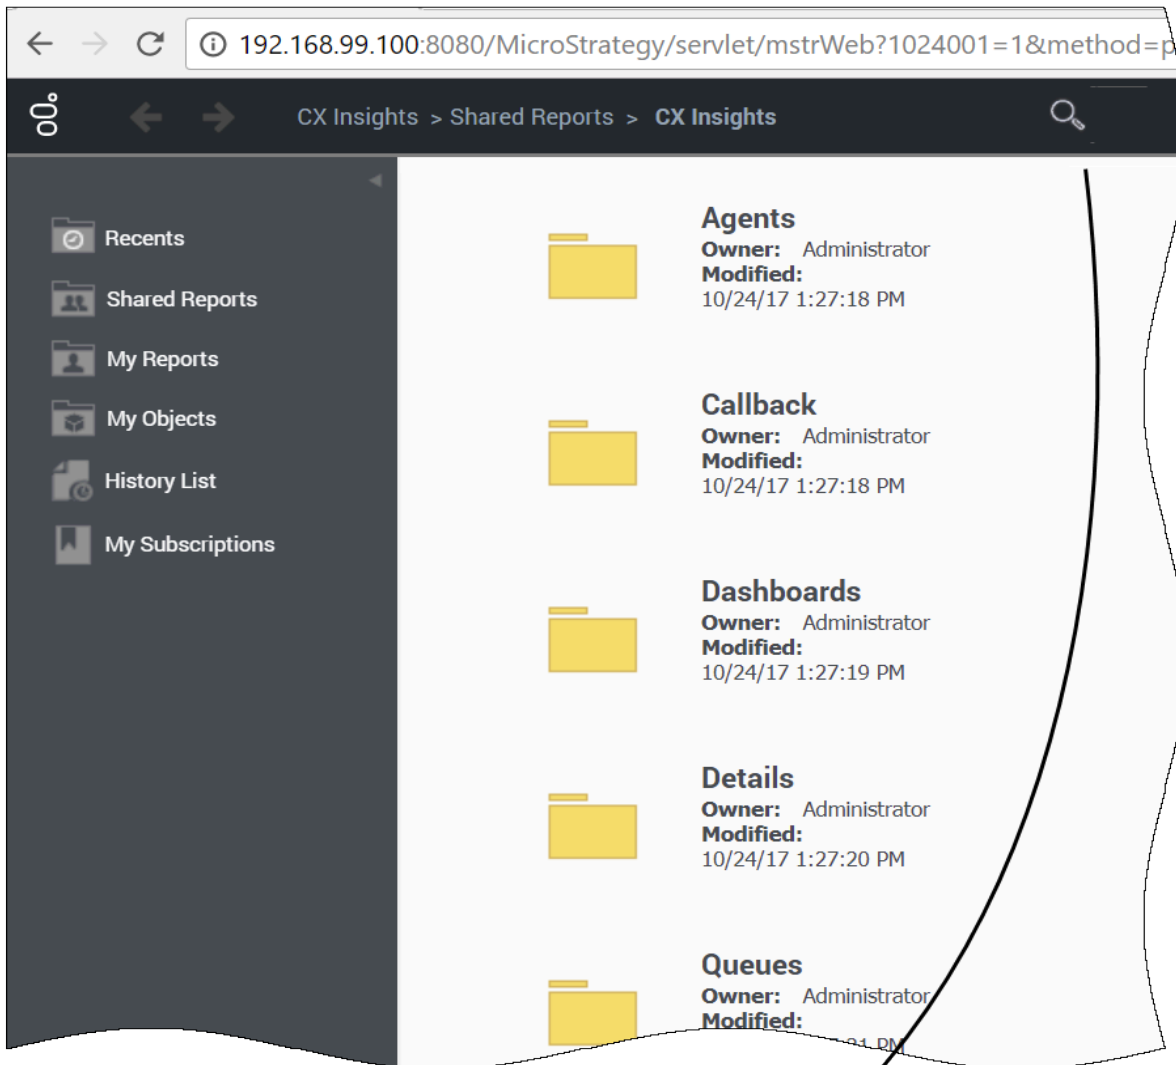 192.168.99.100:8080/MicroStrategy/servlet/mstrWeb?1024001=1&method=p
CX Insights > Shared Reports > CX Insights
Recents
Shared Reports
My Reports
My Objects
History List
My Subscriptions
Agents
Owner: Administrator
Modified:
10/24/17 1:27:18 PM
Callback
Owner: Administrator
Modified:
10/24/17 1:27:18 PM
Dashboards
Owner: Administrator
Modified:
10/24/17 1:27:19 PM
Details
Owner: Administrator
Modified:
10/24/17 1:27:20 PM
Queues
Owner: Administrator
Modified:
PM